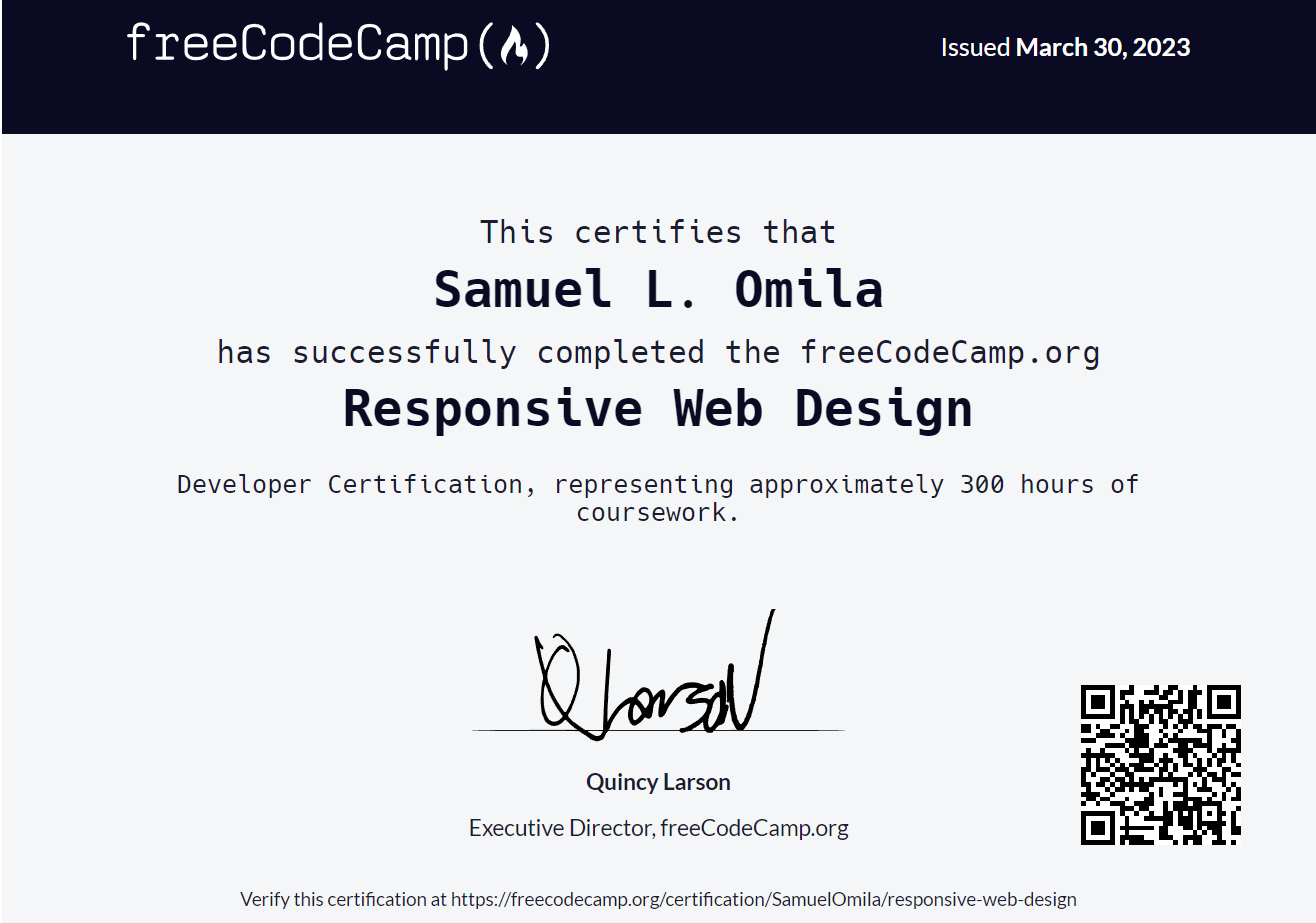 freeCodeCamp
Issued March 30, 2023
This certifies that
Samuel L. Omila
has successfully completed the freeCodeCamp.org
Responsive Web Design
Developer Certification, representing approximately 300 hours of
coursework.
Q Larson
Quincy Larson
Executive Director, freeCodeCamp.org
Verify this certification at https://freecodecamp.org/certification/SamuelOmila/responsive-web-design